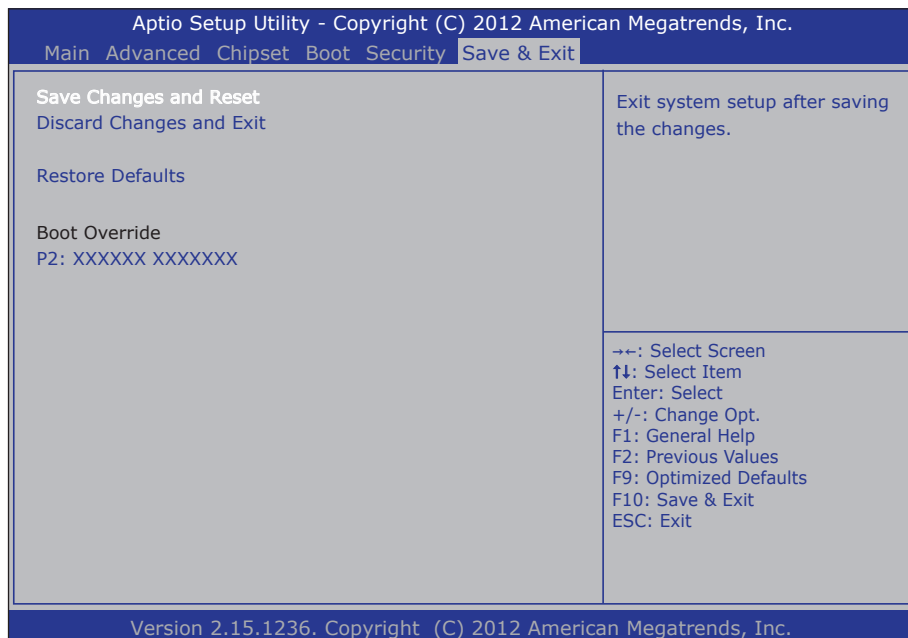 Aptio Setup Utility - Copyright (C) 2012 American Megatrends, Inc.
Main Advanced Chipset Boot Security Save & Exit
Save Changes and Reset
Discard Changes and Exit
Restore Defaults
Boot Override
P2: XXXXXX XXXXXXX
Exit system setup after saving
the changes.
→←: Select Screen
↑↓: Select Item
Enter: Select
+/-: Change Opt.
F1: General Help
F2: Previous Values
F9: Optimized Defaults
F10: Save & Exit
ESC: Exit
Version 2.15.1236. Copyright (C) 2012 American Megatrends, Inc.